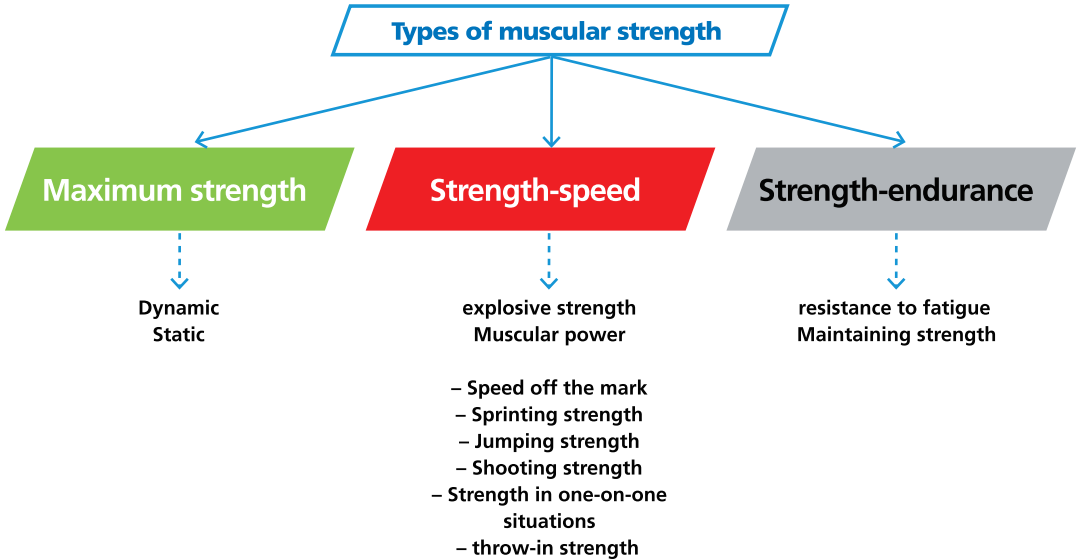 Types of muscular strength
Maximum strength
Strength-speed
Strength-endurance
Dynamic
Static
explosive strength
Muscular power
– Speed off the mark
– Sprinting strength
– Jumping strength
– Shooting strength
– Strength in one-on-one
situations
– throw-in strength
resistance to fatigue
Maintaining strength